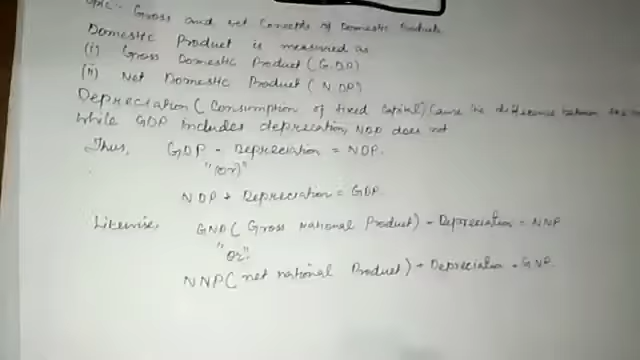 Topic:- Gross and net Concepts of Domestic Product
Domestic Product is measured as
(i) Gross Domestic Product (G.D.P)
(ii) Net Domestic Product (N.D.P)
Depreciation (Consumption of fixed Capital) Cause the difference between the
While GDP includes depreciation, NDP does not
Thus, GDP - Depreciation = NDP.
"(Or)"
NDP + Depreciation = GDP.
Likewise, GNP (Gross National Product) - Depreciation = NNP
"Or"
NNP (net national Product) + Depreciation = GNP.